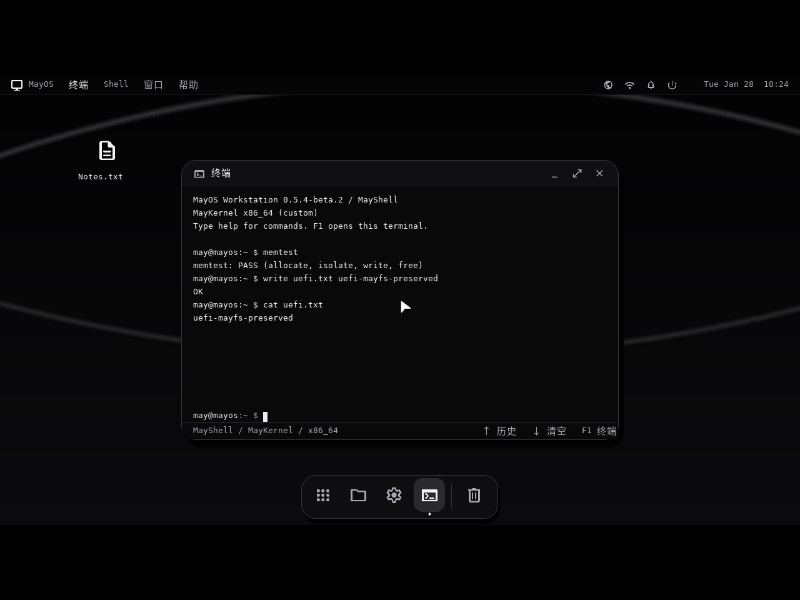 MayOS 终端 Shell 窗口 帮助 Tue Jan 28 10:24
Notes.txt
终端
MayOS Workstation 0.5.4-beta.2 / MayShell
MayKernel x86_64 (custom)
Type help for commands. F1 opens this terminal.
may@mayos:~ $ memtest
memtest: PASS (allocate, isolate, write, free)
may@mayos:~ $ write uefi.txt uefi-mayfs-preserved
OK
may@mayos:~ $ cat uefi.txt
uefi-mayfs-preserved
may@mayos:~ $
MayShell / MayKernel / x86_64 ↑ 历史 ↓ 清空 F1 终端